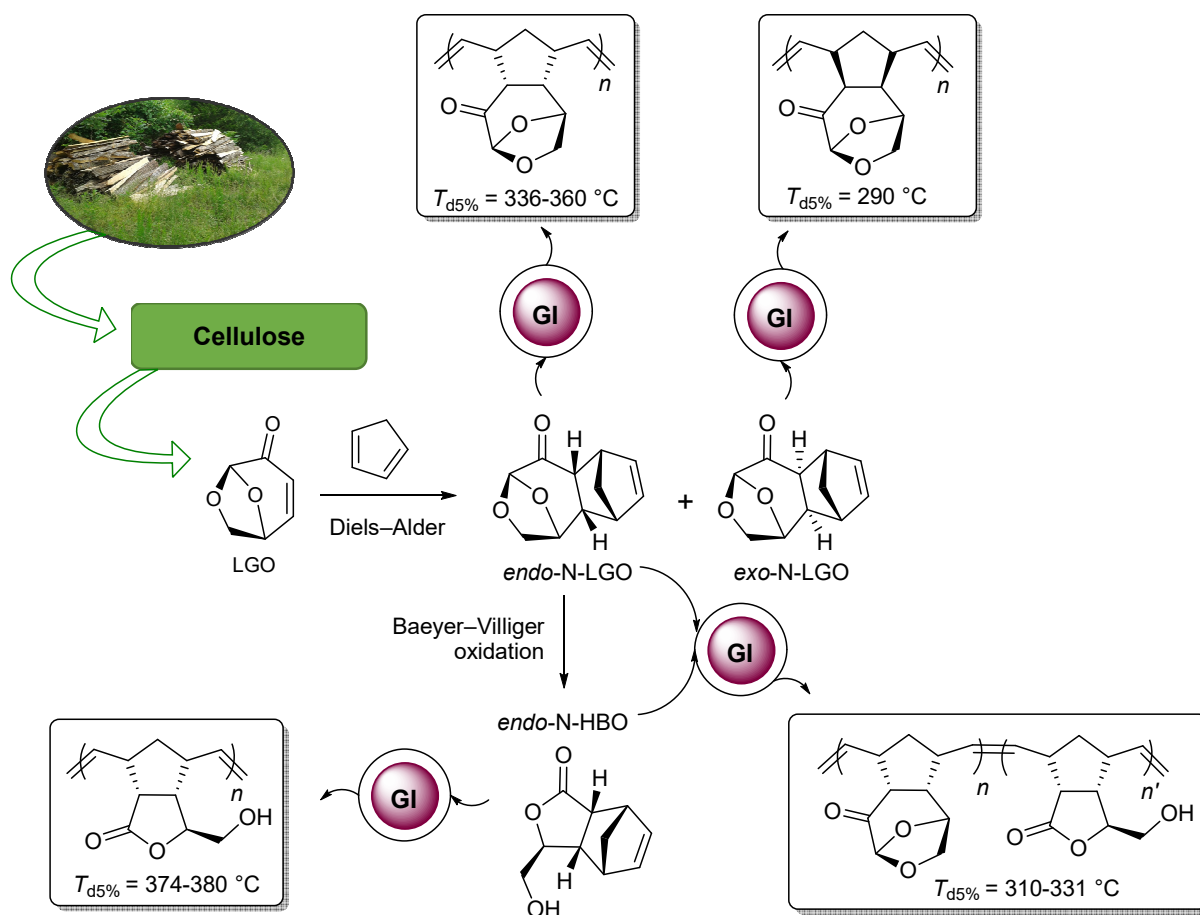 n
O
O
O
Td5% = 336-360 °C
n
O
O
O
Td5% = 290 °C
GI
GI
Cellulose
O
O
O
LGO
Diels–Alder
O
H
O
O
H
endo-N-LGO
+
O
H
O
O
H
exo-N-LGO
Baeyer–Villiger
oxidation
GI
endo-N-HBO
O
H
O
H
OH
GI
n
OH
O
O
Td5% = 374-380 °C
n
n'
O
O
O
OH
O
O
Td5% = 310-331 °C